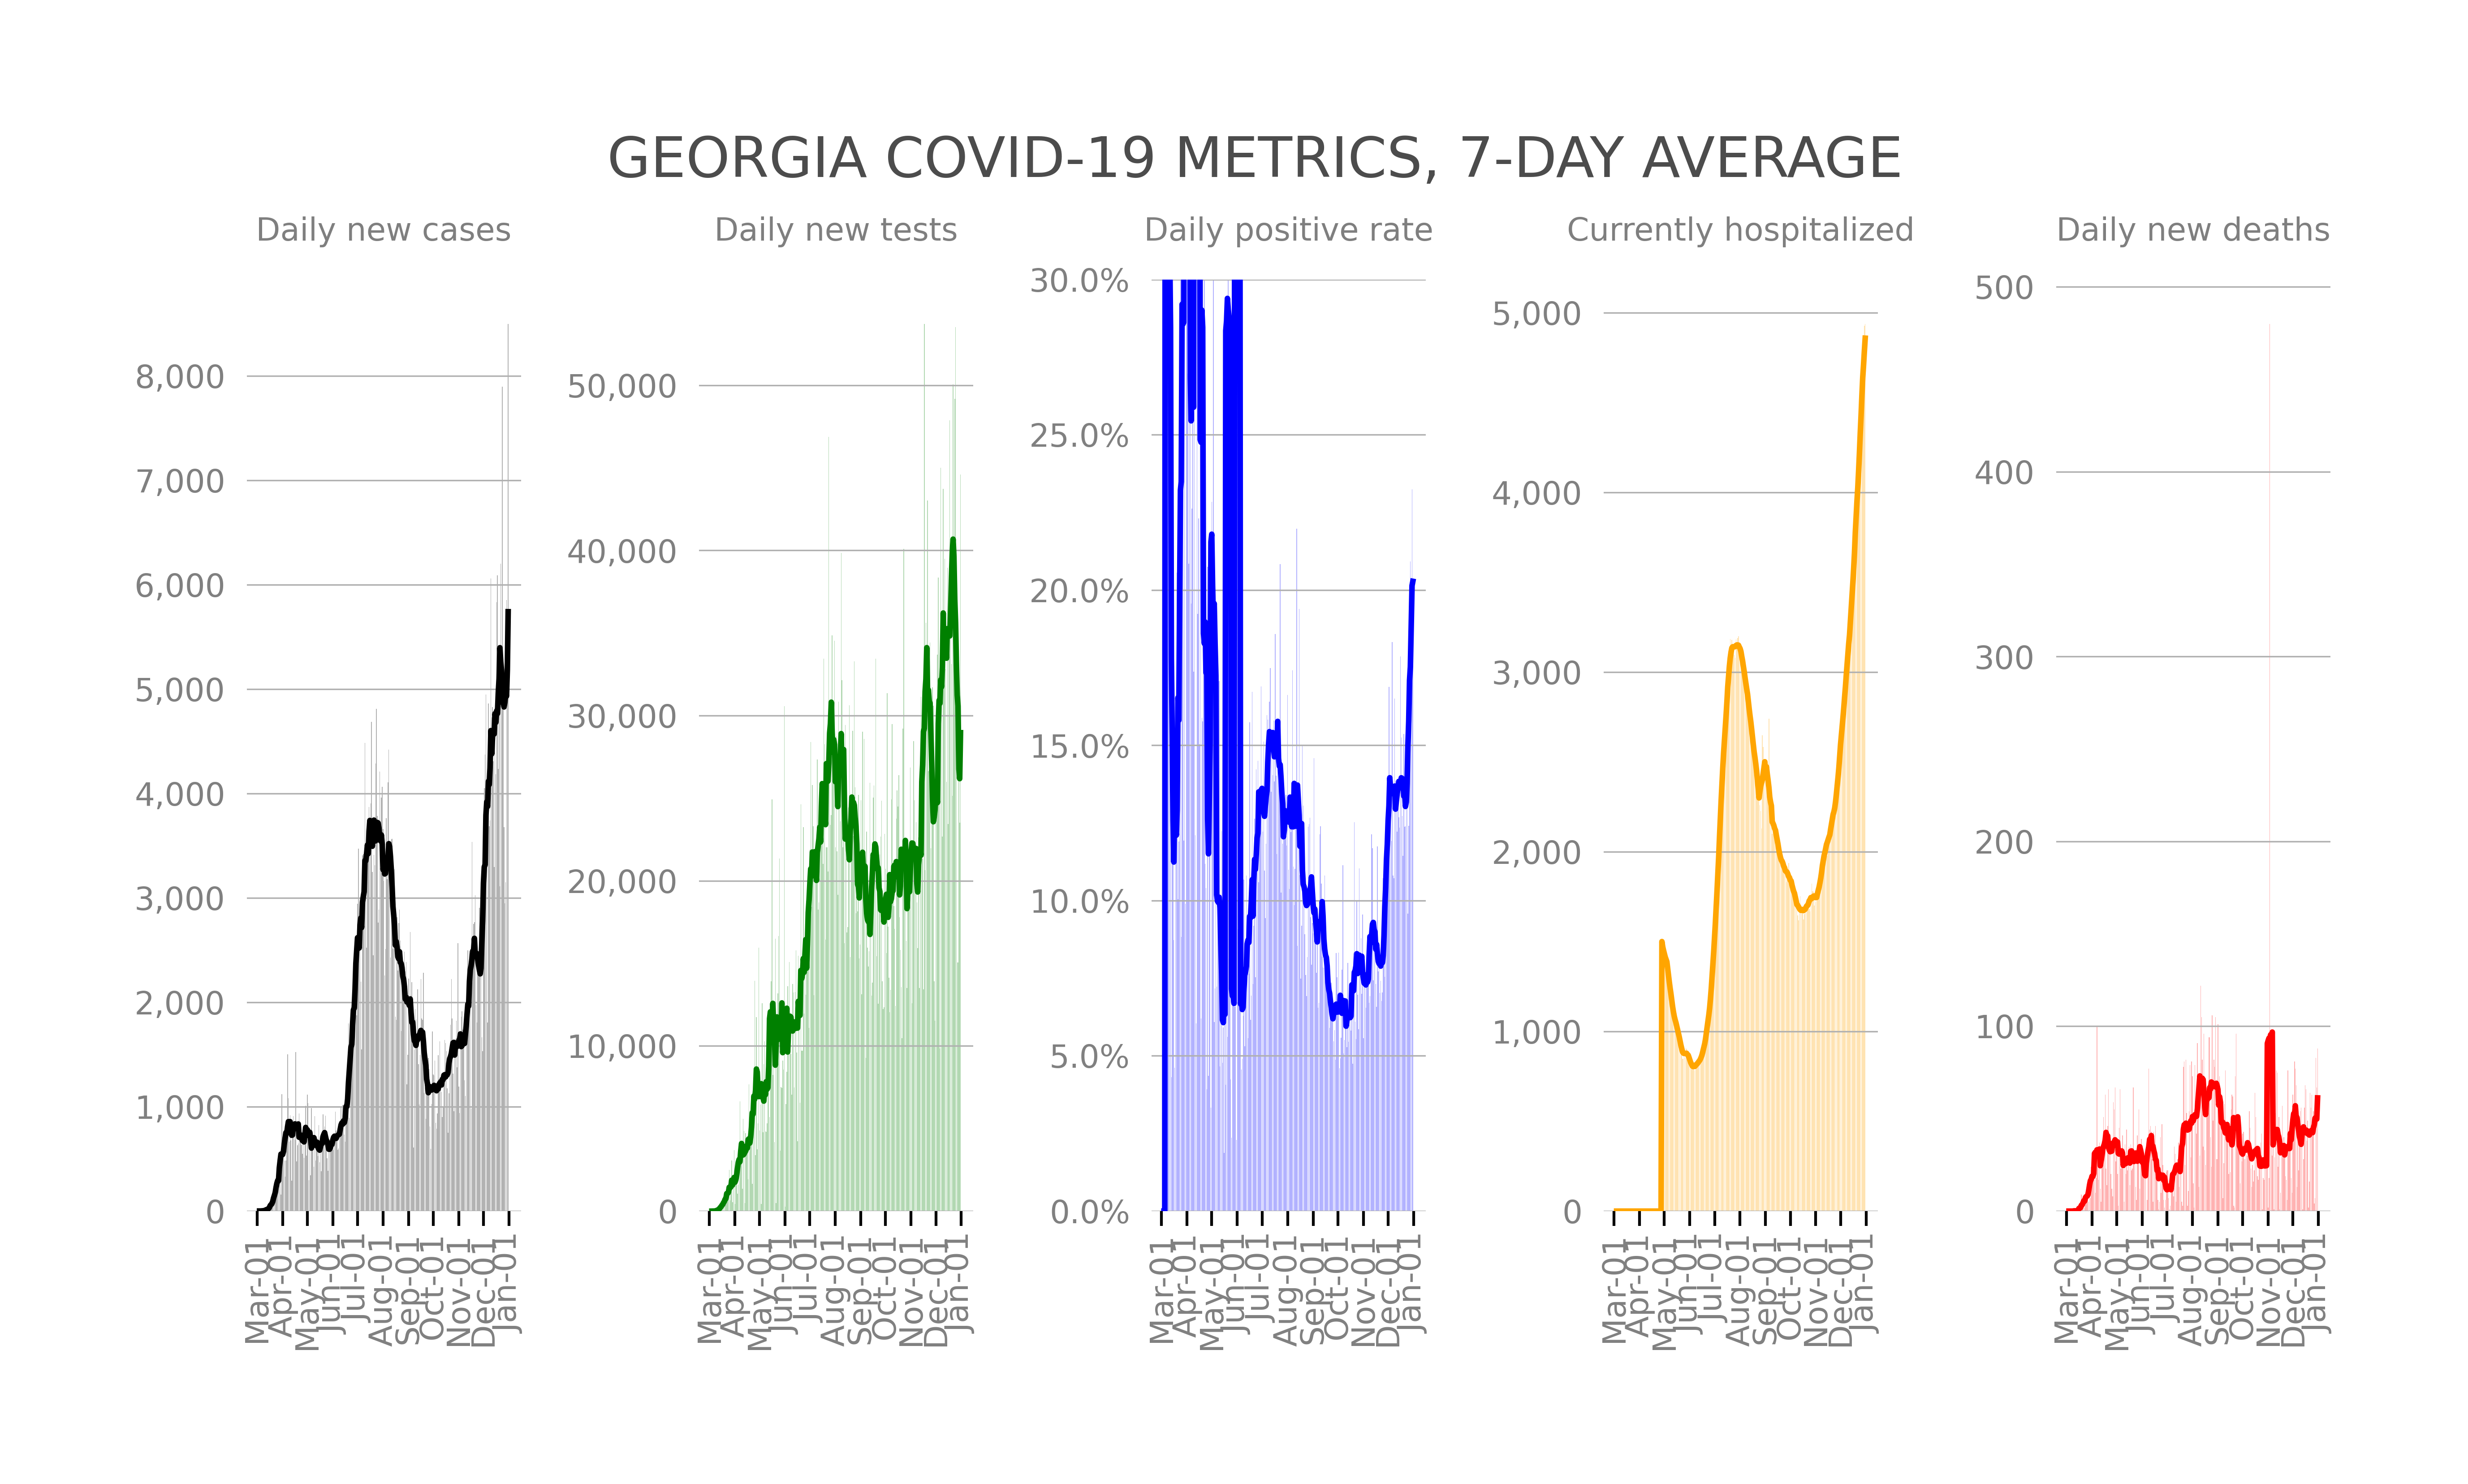 GEORGIA COVID-19 METRICS, 7-DAY AVERAGE
Daily new cases
8,000
7,000
6,000
5,000
4,000
3,000
2,000
1,000
0
Mar-01
Apr-01
May-01
Jun-01
Jul-01
Aug-01
Sep-01
Oct-01
Nov-01
Dec-01
Jan-01
Daily new tests
50,000
40,000
30,000
20,000
10,000
0
Mar-01
Apr-01
May-01
Jun-01
Jul-01
Aug-01
Sep-01
Oct-01
Nov-01
Dec-01
Jan-01
Daily positive rate
30.0%
25.0%
20.0%
15.0%
10.0%
5.0%
0.0%
Mar-01
Apr-01
May-01
Jun-01
Jul-01
Aug-01
Sep-01
Oct-01
Nov-01
Dec-01
Jan-01
Currently hospitalized
5,000
4,000
3,000
2,000
1,000
0
Mar-01
Apr-01
May-01
Jun-01
Jul-01
Aug-01
Sep-01
Oct-01
Nov-01
Dec-01
Jan-01
Daily new deaths
500
400
300
200
100
0
Mar-01
Apr-01
May-01
Jun-01
Jul-01
Aug-01
Sep-01
Oct-01
Nov-01
Dec-01
Jan-01